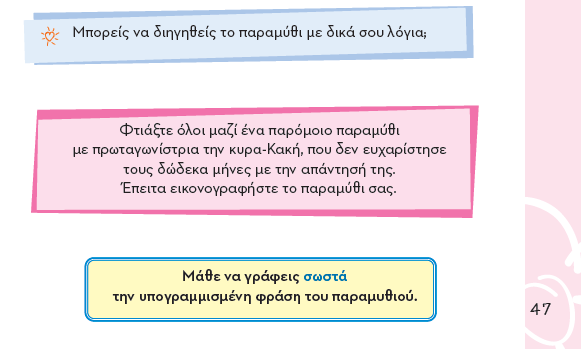 Μπορείς να διηγηθείς το παραμύθι με δικά σου λόγια;
Φτιάξτε όλοι μαζί ένα παρόμοιο παραμύθι
με πρωταγωνίστρια την κυρα-Κακή, που δεν ευχαρίστησε
τους δώδεκα μήνες με την απάντησή της.
Έπειτα εικονογραφήστε το παραμύθι σας.
Μάθε να γράφεις σωστά
την υπογραμμισμένη φράση του παραμυθιού.
47